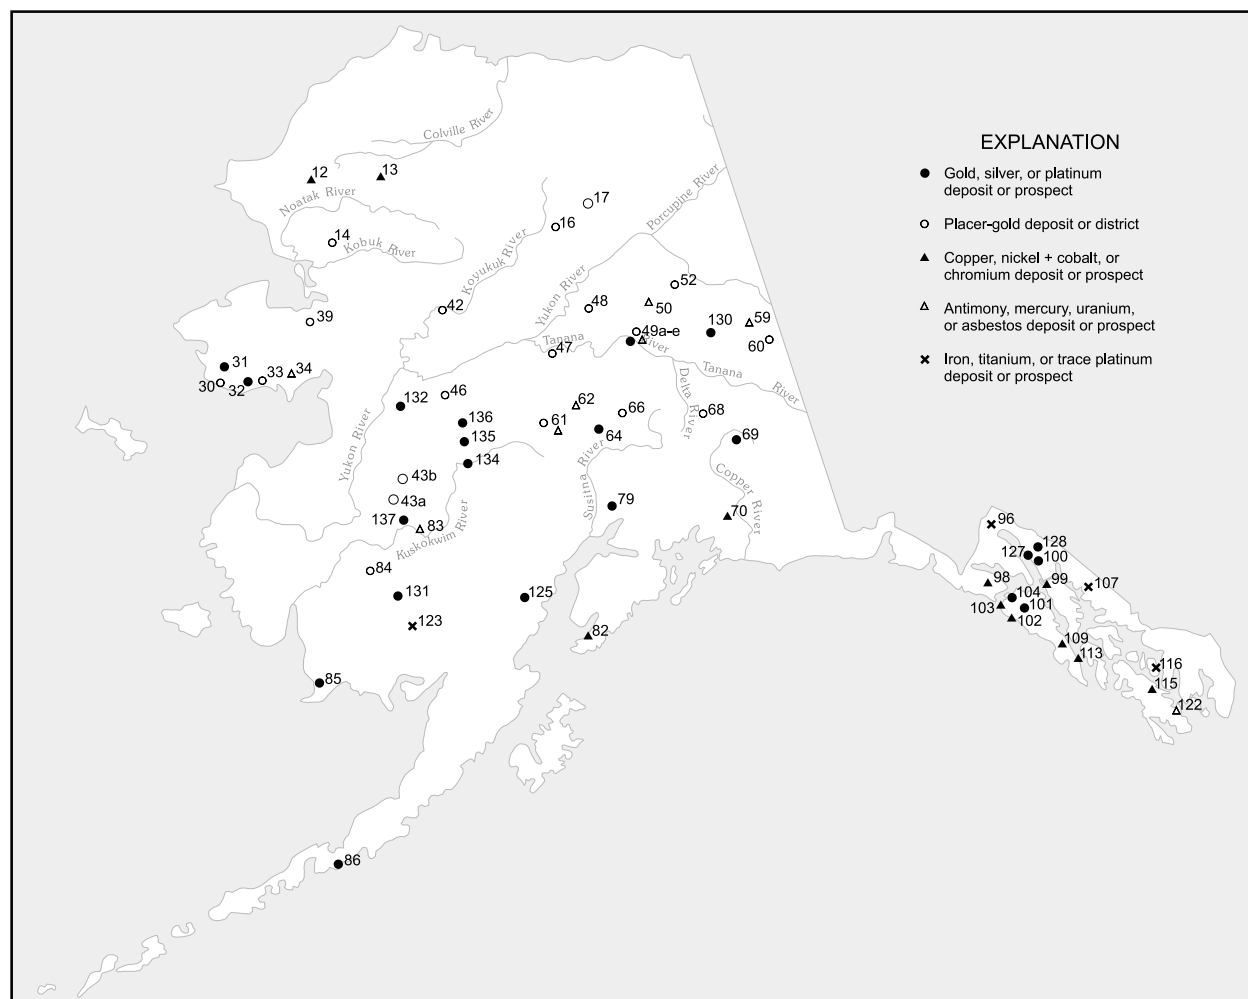 EXPLANATION
Gold, silver, or platinum
deposit or prospect
Placer-gold deposit or district
Copper, nickel + cobalt, or
chromium deposit or prospect
Antimony, mercury, uranium,
or asbestos deposit or prospect
Iron, titanium, or trace platinum
deposit or prospect
Colville River
12
13
Noatak River
17
Porcupine River
16
14
Kobuk River
Koyukuk River
52
Yukon River
42
48
50
39
130
59
49a-e
60
Tanana
River
47
31
33
34
30
32
Tanana
River
Delta River
132
46
62
66
68
136
61
64
69
135
134
Yukon River
Susitna
River
43b
43a
Copper River
79
70
137
83
Kuskokwim River
96
128
127
100
84
98
99
107
131
125
104
103
101
102
123
82
109
113
116
85
115
122
86